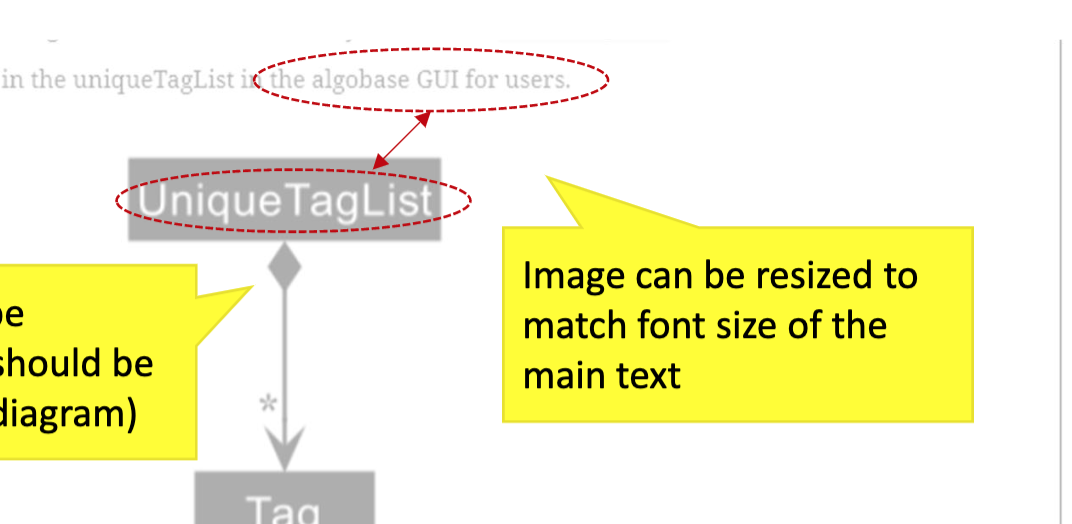 in the uniqueTagList in the algobase GUI for users.
UniqueTagList
Image can be resized to
match font size of the
main text
should be
diagram)
*
Tag